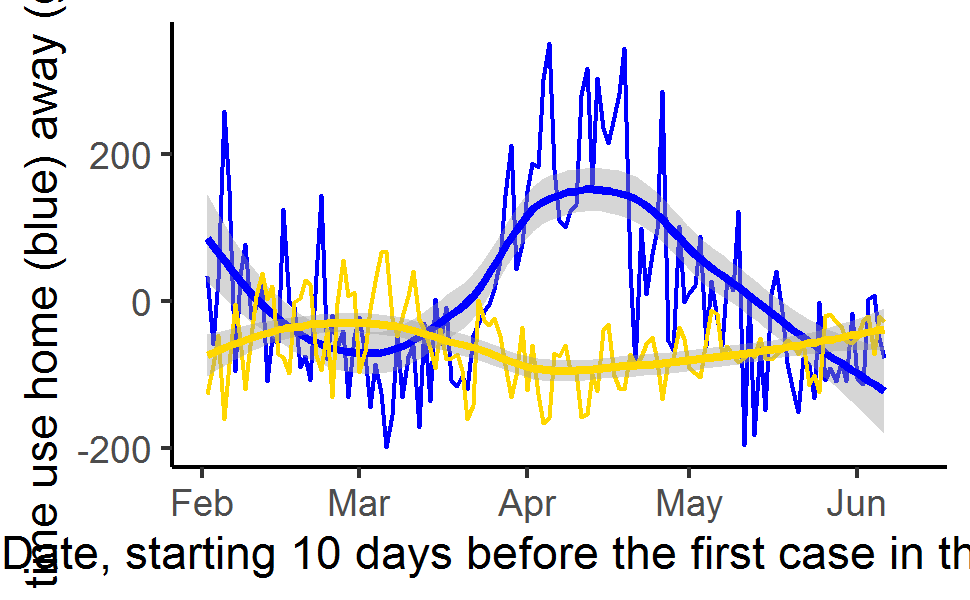 time use home (blue) away (
200
0
-200
Feb Mar Apr May Jun
Date, starting 10 days before the first case in th